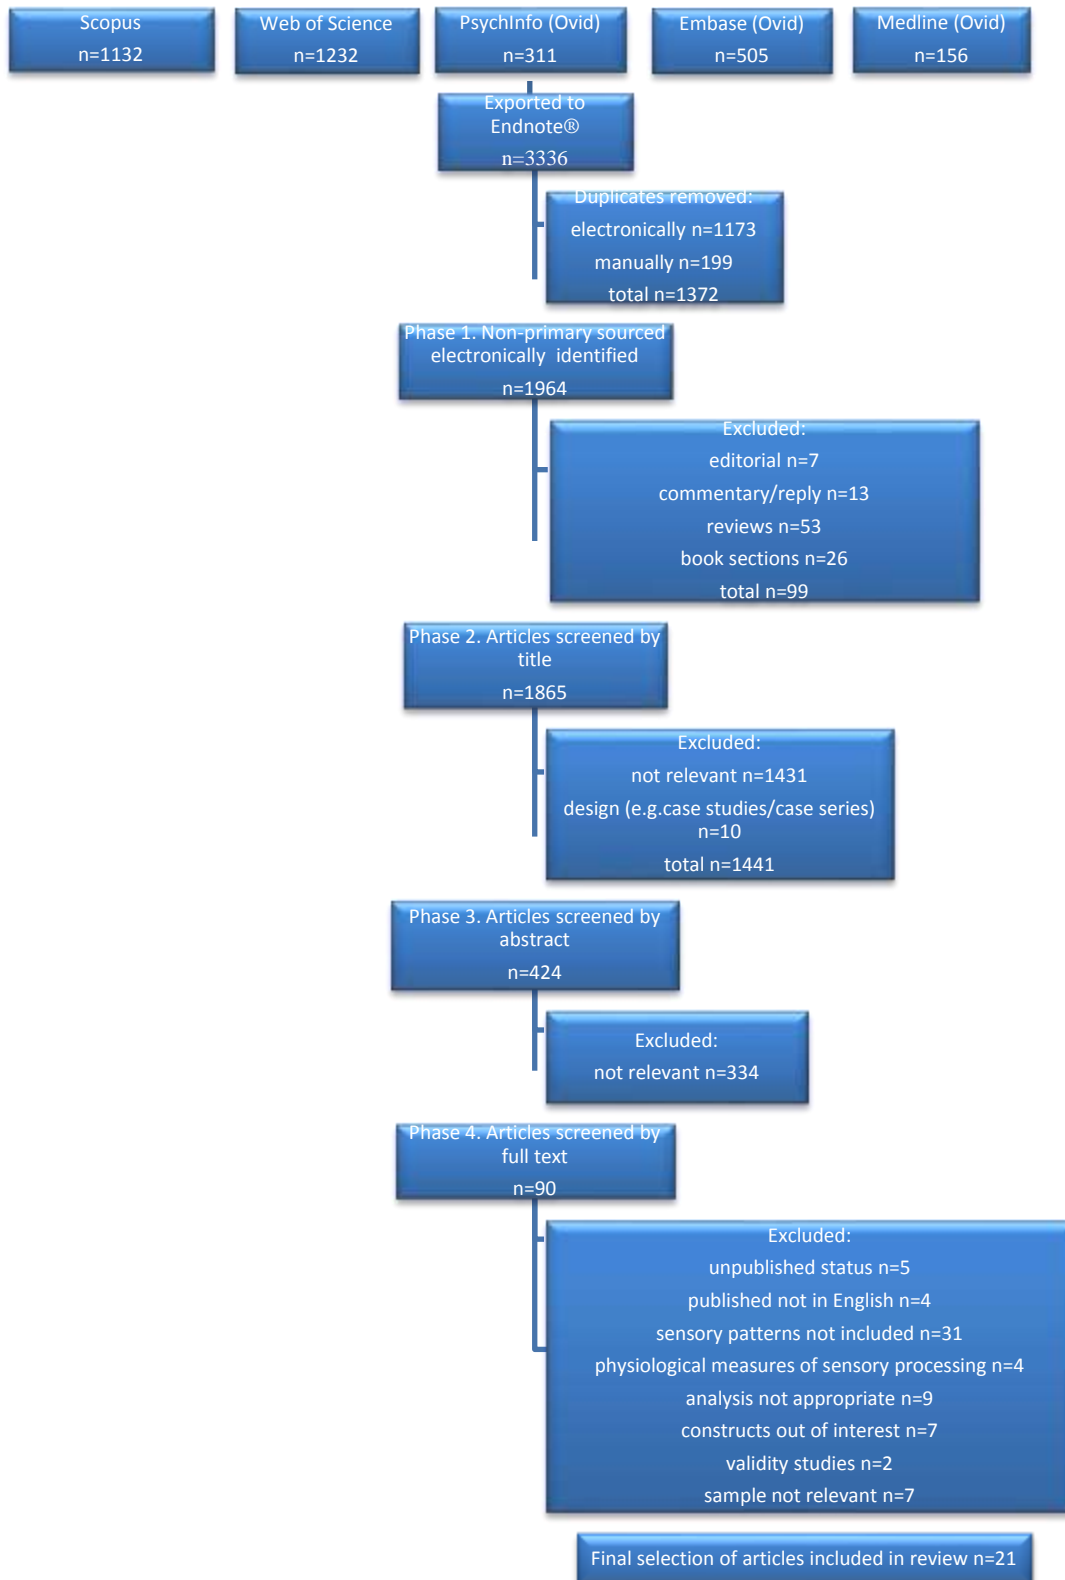 Scopus
n=1132
Web of Science
n=1232
PsychInfo (Ovid)
n=311
Embase (Ovid)
n=505
Medline (Ovid)
n=156
Exported to
Endnote®
n=3336
Duplicates removed:
electronically n=1173
manually n=199
total n=1372
Phase 1. Non-primary sourced
electronically identified
n=1964
Excluded:
editorial n=7
commentary/reply n=13
reviews n=53
book sections n=26
total n=99
Phase 2. Articles screened by
title
n=1865
Excluded:
not relevant n=1431
design (e.g.case studies/case series)
n=10
total n=1441
Phase 3. Articles screened by
abstract
n=424
Excluded:
not relevant n=334
Phase 4. Articles screened by
full text
n=90
Excluded:
unpublished status n=5
published not in English n=4
sensory patterns not included n=31
physiological measures of sensory processing n=4
analysis not appropriate n=9
constructs out of interest n=7
validity studies n=2
sample not relevant n=7
Final selection of articles included in review n=21